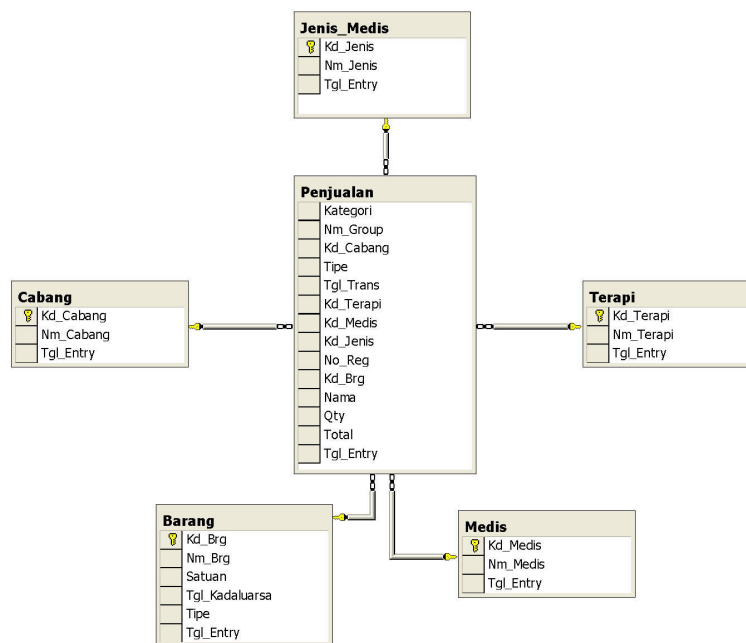 Jenis_Medis
Kd_Jenis
Nm_Jenis
Tgl_Entry
Penjualan
Kategori
Nm_Group
Kd_Cabang
Tipe
Tgl_Trans
Kd_Terapi
Kd_Medis
Kd_Jenis
No_Reg
Kd_Brg
Nama
Qty
Total
Tgl_Entry
Cabang
Kd_Cabang
Nm_Cabang
Tgl_Entry
Terapi
Kd_Terapi
Nm_Terapi
Tgl_Entry
Barang
Kd_Brg
Nm_Brg
Satuan
Tgl_Kadaluarsa
Tipe
Tgl_Entry
Medis
Kd_Medis
Nm_Medis
Tgl_Entry